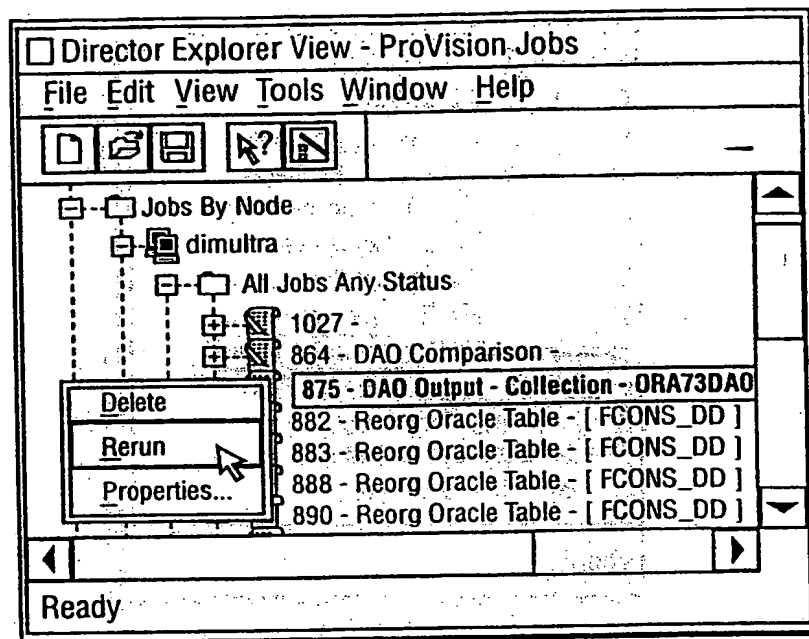 Director Explorer View - ProVision Jobs
File Edit View Tools Window Help
Jobs By Node
dimultra
All Jobs Any Status
1027 -
864 - DAO Comparison -
875 - DAO Output - Collection - ORA73DAO
882 - Reorg Oracle Table - [ FCONS_DD ]
883 - Reorg Oracle Table - [ FCONS_DD ]
888 - Reorg Oracle Table - [ FCONS_DD ]
890 - Reorg Oracle Table - [ FCONS_DD ]
Delete
Rerun
Properties...
Ready